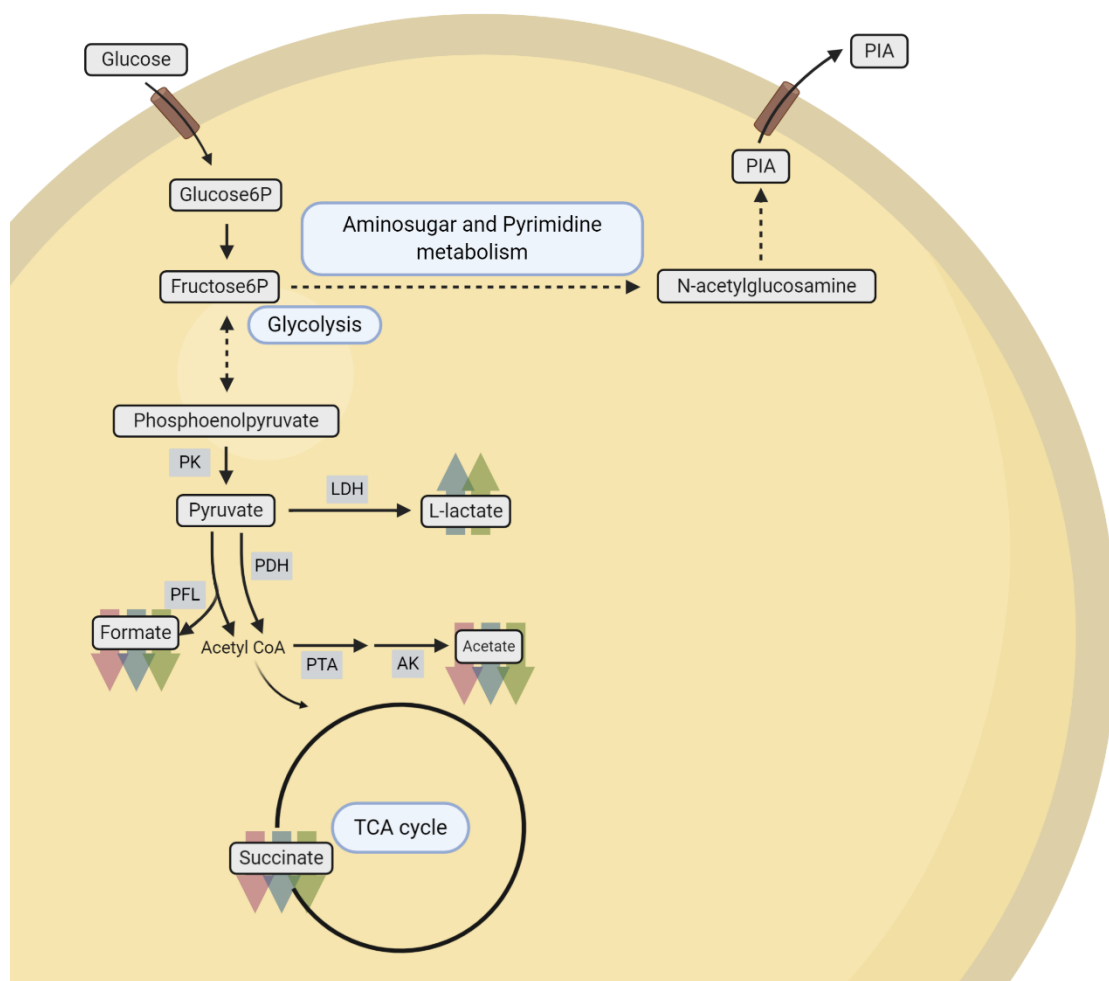 Glucose
PIA
PIA
Glucose6P
Aminosugar and Pyrimidine
metabolism
Fructose6P
N-acetylglucosamine
Glycolysis
Phosphoenolpyruvate
PK
LDH
Pyruvate
L-lactate
PDH
PFL
Formate
Acetyl CoA
Acetate
PTA
AK
TCA cycle
Succinate